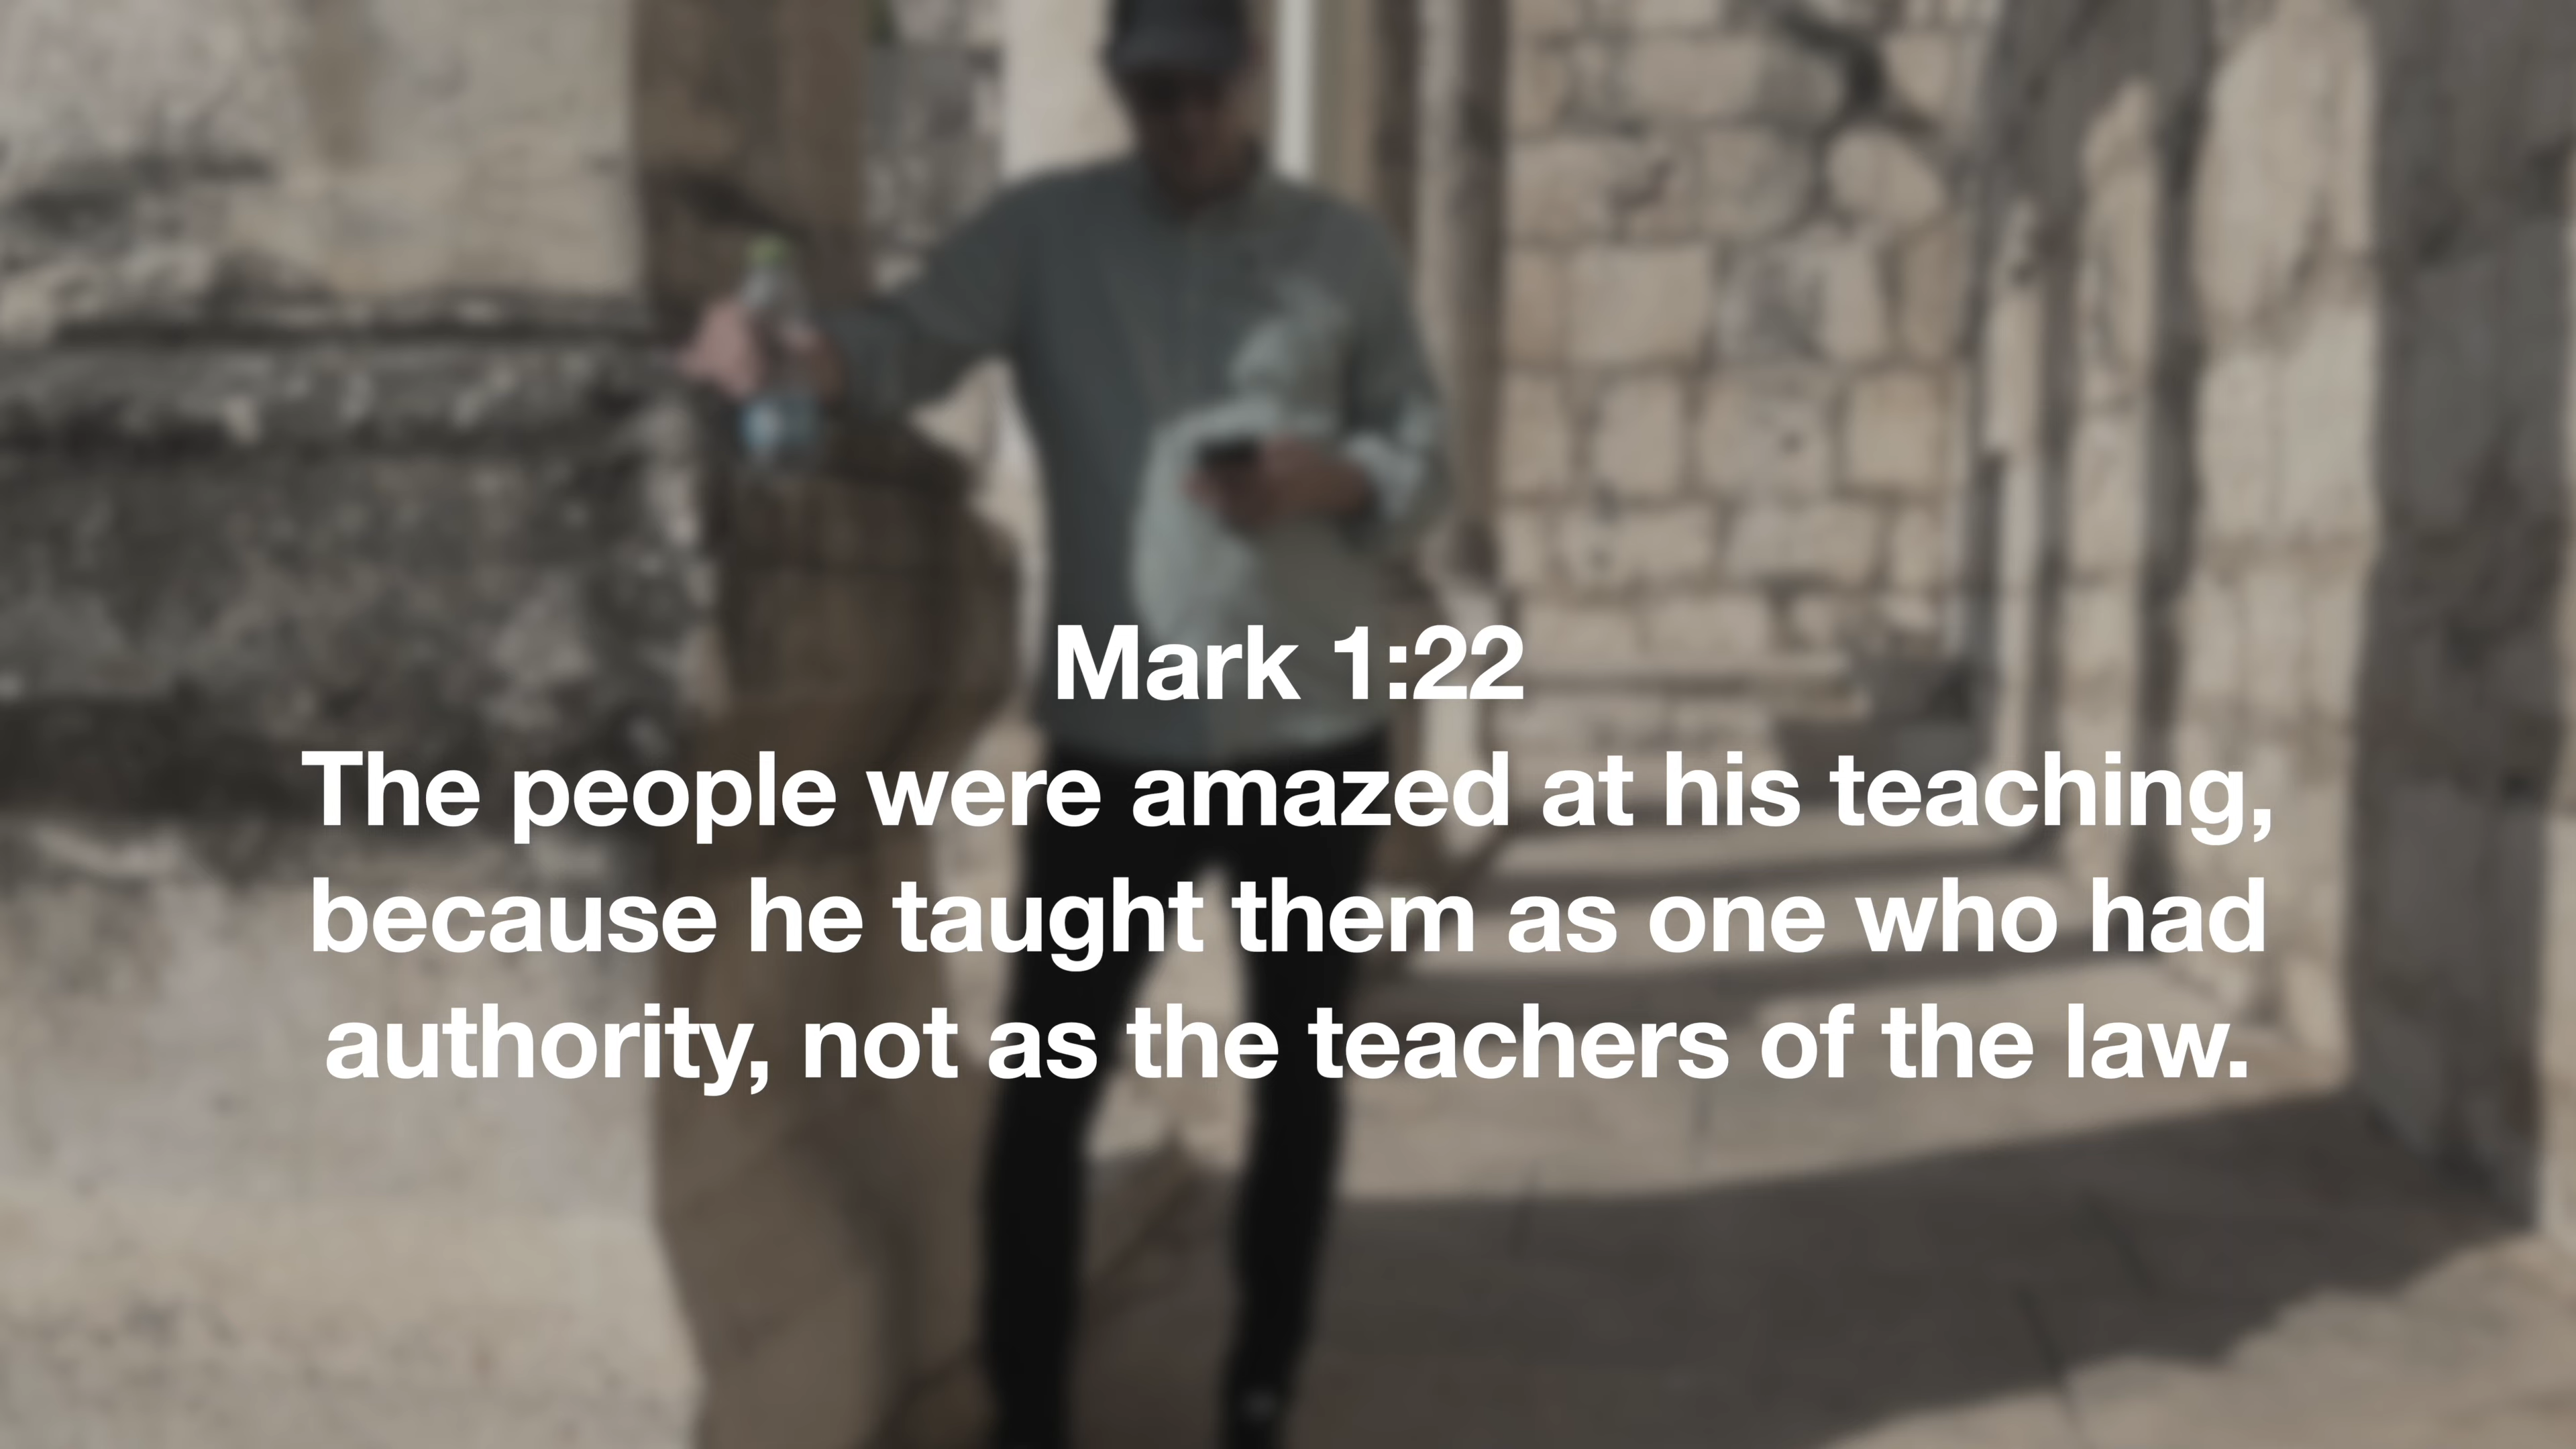 Mark 1:22
The people were amazed at his teaching,
because he taught them as one who had
authority, not as the teachers of the law.